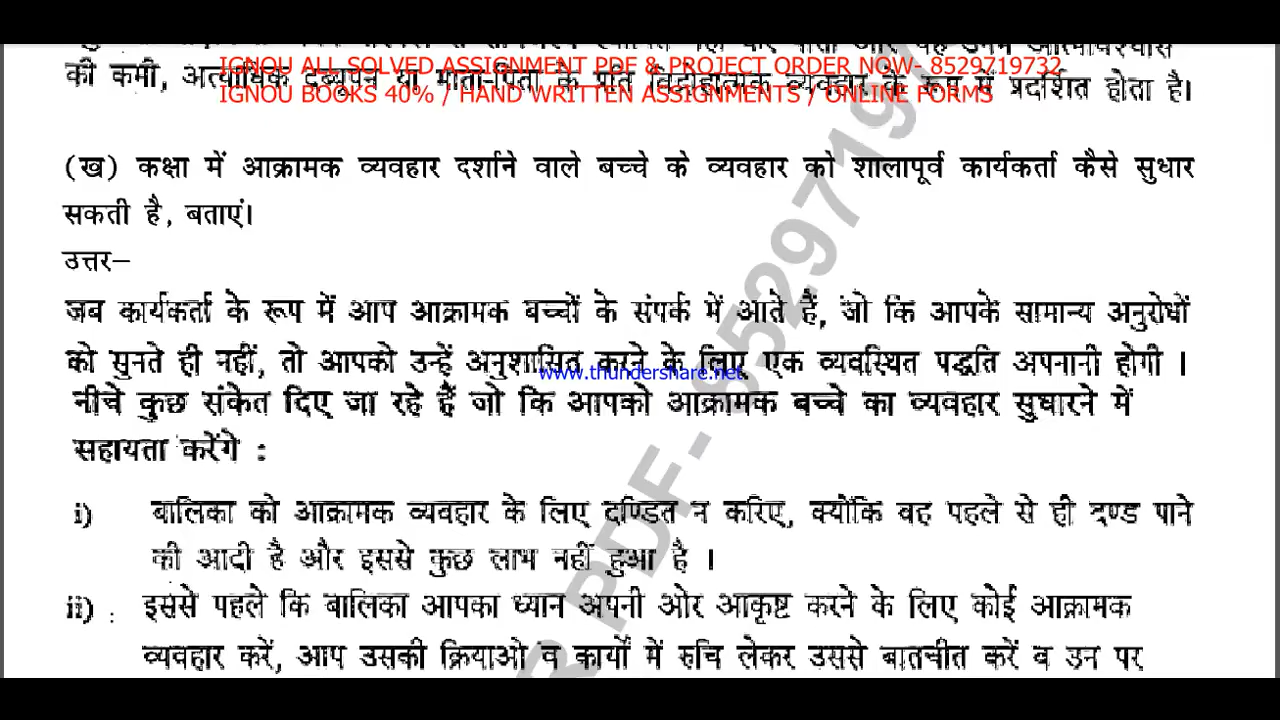 IGNOU ALL SOLVED ASSIGNMENT PDF & PROJECT ORDER NOW- 8529719732
की कमी, अत्याधिक दब्बूपन या माता-पिता के प्रति विद्रोहात्मक व्यवहार के रूप में प्रदर्शित होता है।
IGNOU BOOKS 40% / HAND WRITTEN ASSIGNMENTS / ONLINE FORMS
(ख) कक्षा में आक्रामक व्यवहार दर्शाने वाले बच्चे के व्यवहार को शालापूर्व कार्यकर्ता कैसे सुधार
सकती है, बताएं।
उत्तर–
जब कार्यकर्ता के रूप में आप आक्रामक बच्चों के संपर्क में आते हैं, जो कि आपके सामान्य अनुरोधों
को सुनते ही नहीं, तो आपको उन्हें अनुशासित करने के लिए एक व्यवस्थित पद्धति अपनानी होगी ।
www.thundershare.net
नीचे कुछ संकेत दिए जा रहे हैं जो कि आपको आक्रामक बच्चे का व्यवहार सुधारने में
सहायता करेंगे :
i) बालिका को आक्रामक व्यवहार के लिए दण्डित न करिए, क्योंकि वह पहले से ही दण्ड पाने
की आदी है और इससे कुछ लाभ नहीं हुआ है ।
ii) इससे पहले कि बालिका आपका ध्यान अपनी ओर आकृष्ट करने के लिए कोई आक्रामक
व्यवहार करें, आप उसकी क्रियाओ व कार्यों में रुचि लेकर उससे बातचीत करें व उन पर
R PDF- 85297197